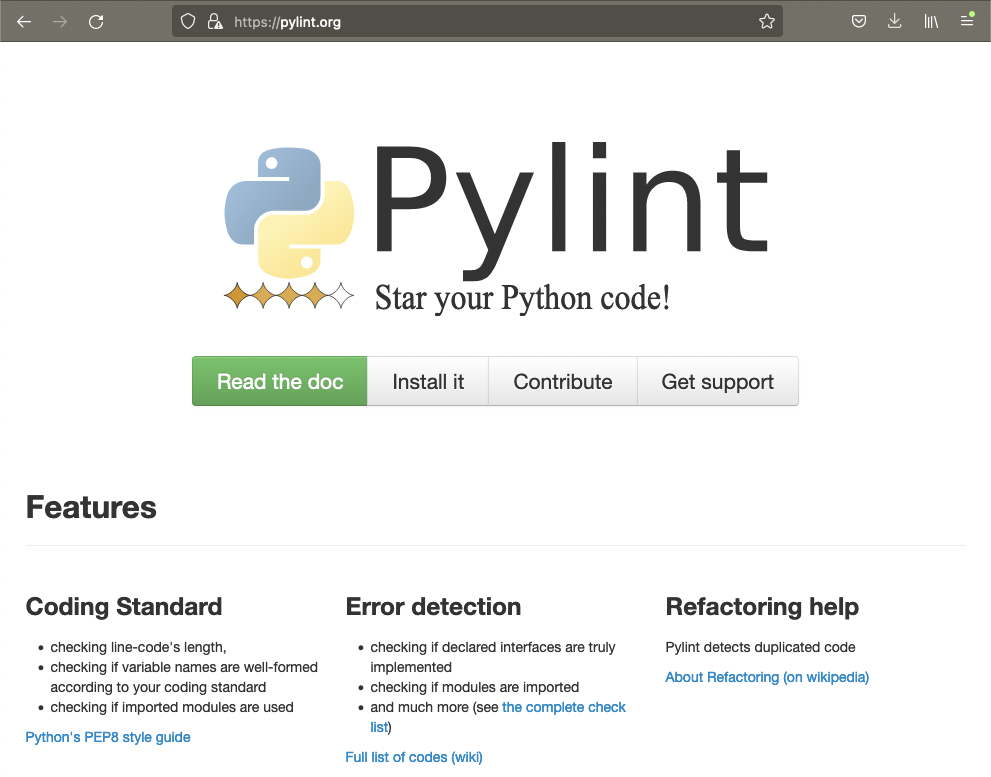 https://pylint.org
Pylint
Star your Python code!
Read the doc
Install it
Contribute
Get support
Features
Coding Standard
checking line-code's length,
checking if variable names are well-formed
according to your coding standard
checking if imported modules are used
Python's PEP8 style guide
Error detection
checking if declared interfaces are truly
implemented
checking if modules are imported
and much more (see the complete check
list)
Full list of codes (wiki)
Refactoring help
Pylint detects duplicated code
About Refactoring (on wikipedia)